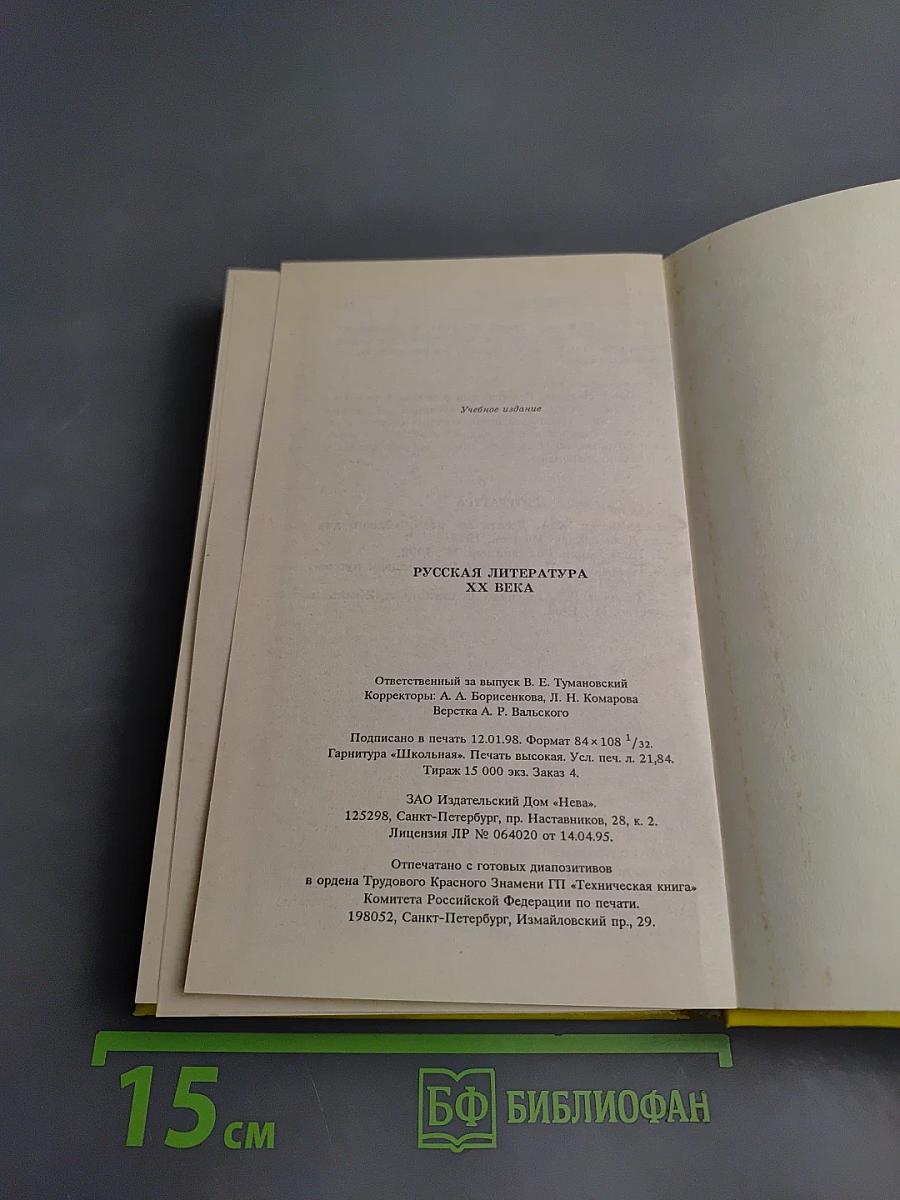 Учебное издание
РУССКАЯ ЛИТЕРАТУРА
XX ВЕКА
Ответственный за выпуск В. Е. Тумановский
Корректоры: А. А. Борисенкова, Л. Н. Комарова
Верстка А. Р. Вальского
Подписано в печать 12.01.98. Формат 84×108 1/32.
Гарнитура «Школьная». Печать высокая. Усл. печ. л. 21,84.
Тираж 15 000 экз. Заказ 4.
ЗАО Издательский Дом «Нева».
125298, Санкт-Петербург, пр. Наставников, 28, к. 2.
Лицензия ЛР № 064020 от 14.04.95.
Отпечатано с готовых диапозитивов
в ордена Трудового Красного Знамени ГП «Техническая книга»
Комитета Российской Федерации по печати.
198052, Санкт-Петербург, Измайловский пр., 29.
15 см
БФ БИБЛИОФАН